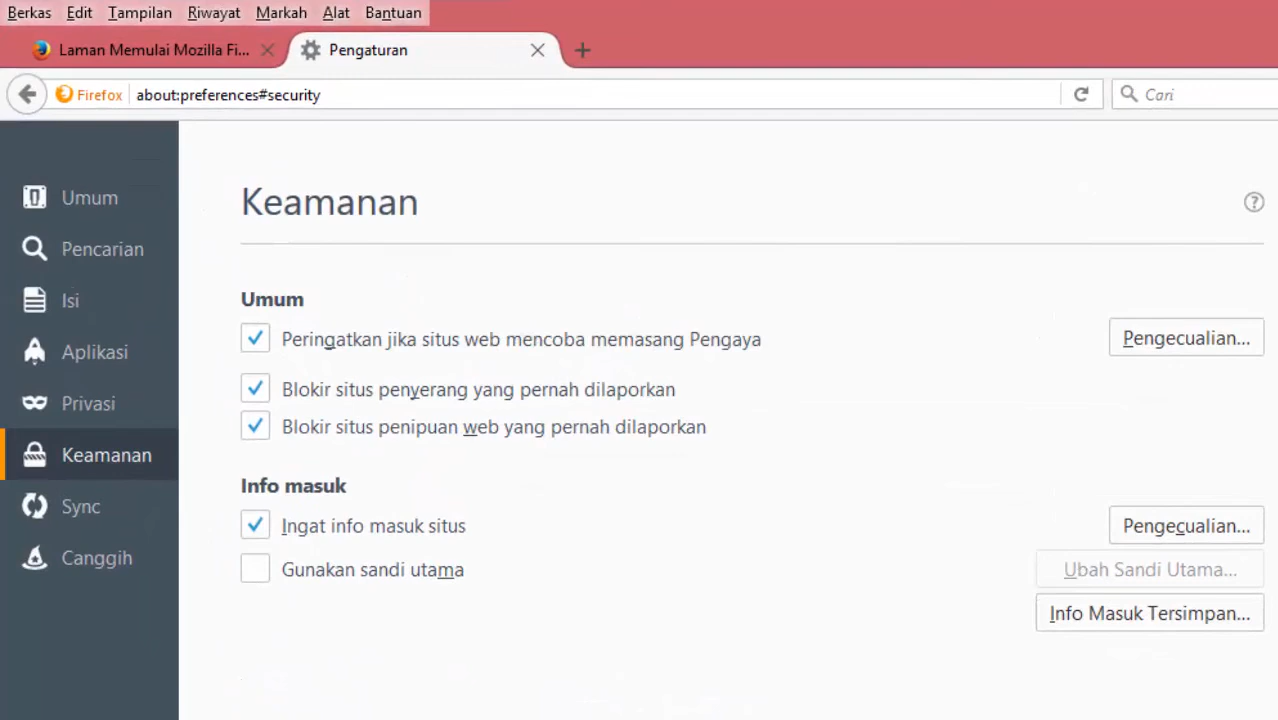 Berkas Edit Tampilan Riwayat Markah Alat Bantuan
Laman Memulai Mozilla Fi... Pengaturan
Firefox about:preferences#security Cari
Umum
Pencarian
Isi
Aplikasi
Privasi
Keamanan
Sync
Canggih
Keamanan
Umum
Peringatkan jika situs web mencoba memasang Pengaya Pengecualian...
Blokir situs penyerang yang pernah dilaporkan
Blokir situs penipuan web yang pernah dilaporkan
Info masuk
Ingat info masuk situs Pengecualian...
Gunakan sandi utama Ubah Sandi Utama...
Info Masuk Tersimpan...